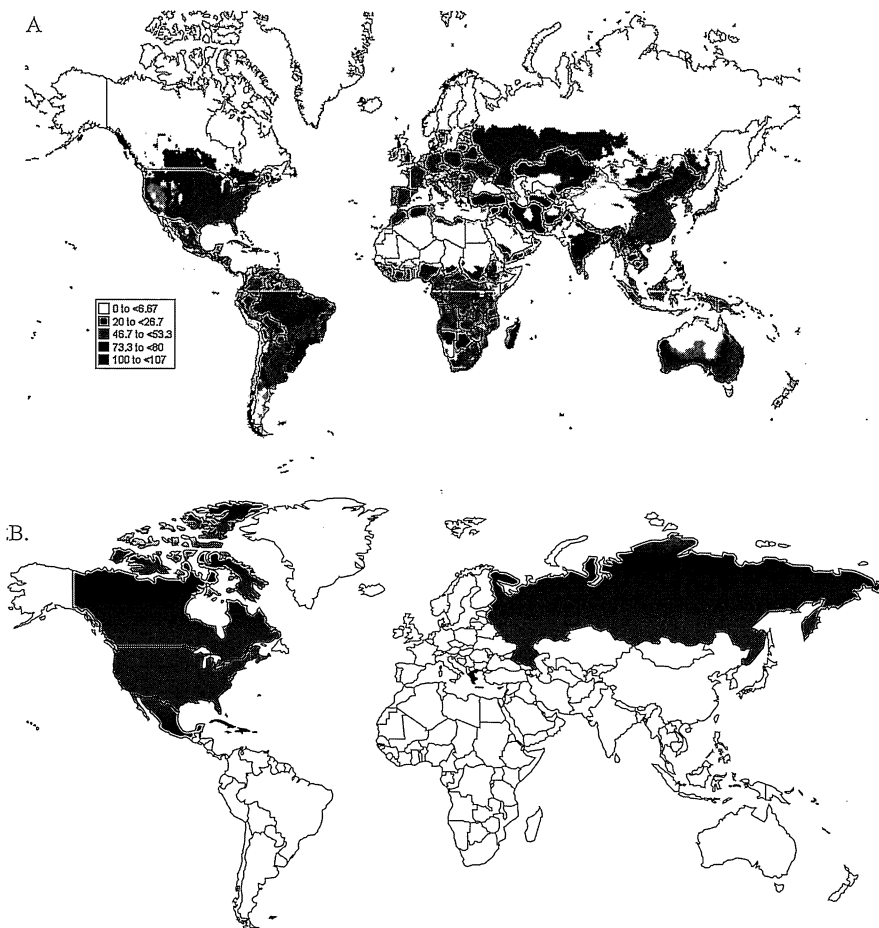 A
0 to <6.67
20 to <26.7
46.7 to <53.3
73.3 to <80
100 to <107
B.